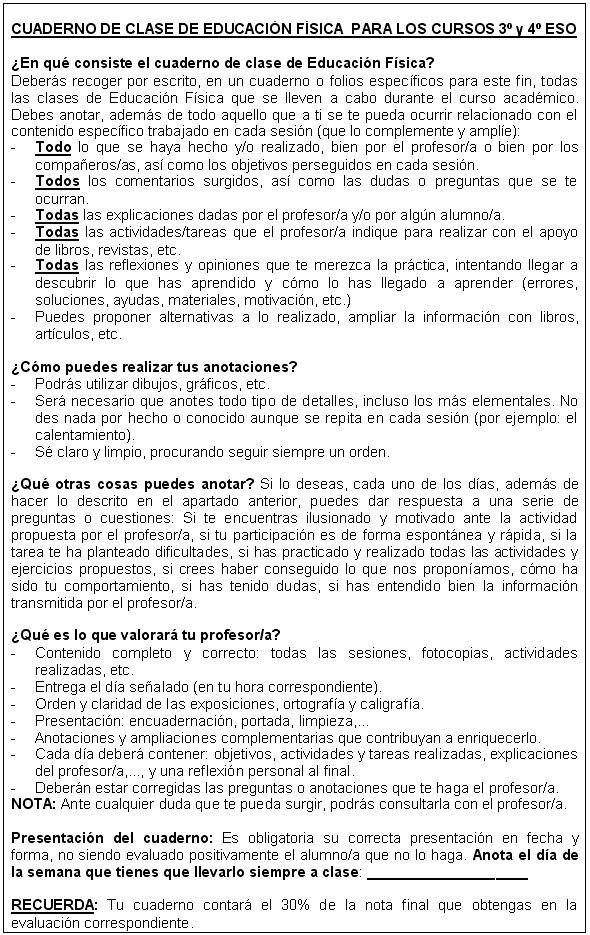 CUADERNO DE CLASE DE EDUCACIÓN FÍSICA PARA LOS CURSOS 3º y 4º ESO
¿En qué consiste el cuaderno de clase de Educación Física?
Deberás recoger por escrito, en un cuaderno o folios específicos para este fin, todas
las clases de Educación Física que se lleven a cabo durante el curso académico.
Debes anotar, además de todo aquello que a ti se te pueda ocurrir relacionado con el
contenido específico trabajado en cada sesión (que lo complemente y amplíe):
- Todo lo que se haya hecho y/o realizado, bien por el profesor/a o bien por los
compañeros/as, así como los objetivos perseguidos en cada sesión.
- Todos los comentarios surgidos, así como las dudas o preguntas que se te
ocurran.
- Todas las explicaciones dadas por el profesor/a y/o por algún alumno/a.
- Todas las actividades/tareas que el profesor/a indique para realizar con el apoyo
de libros, revistas, etc.
- Todas las reflexiones y opiniones que te merezca la práctica, intentando llegar a
descubrir lo que has aprendido y cómo lo has llegado a aprender (errores,
soluciones, ayudas, materiales, motivación, etc.)
- Puedes proponer alternativas a lo realizado, ampliar la información con libros,
artículos, etc.
¿Cómo puedes realizar tus anotaciones?
- Podrás utilizar dibujos, gráficos, etc.
- Será necesario que anotes todo tipo de detalles, incluso los más elementales. No
des nada por hecho o conocido aunque se repita en cada sesión (por ejemplo: el
calentamiento).
- Sé claro y limpio, procurando seguir siempre un orden.
¿Qué otras cosas puedes anotar? Si lo deseas, cada uno de los días, además de
hacer lo descrito en el apartado anterior, puedes dar respuesta a una serie de
preguntas o cuestiones: Si te encuentras ilusionado y motivado ante la actividad
propuesta por el profesor/a, si tu participación es de forma espontánea y rápida, si la
tarea te ha planteado dificultades, si has practicado y realizado todas las actividades y
ejercicios propuestos, si crees haber conseguido lo que nos proponíamos, cómo ha
sido tu comportamiento, si has tenido dudas, si has entendido bien la información
transmitida por el profesor/a.
¿Qué es lo que valorará tu profesor/a?
- Contenido completo y correcto: todas las sesiones, fotocopias, actividades
realizadas, etc.
- Entrega el día señalado (en tu hora correspondiente).
- Orden y claridad de las exposiciones, ortografía y caligrafía.
- Presentación: encuadernación, portada, limpieza,...
- Anotaciones y ampliaciones complementarias que contribuyan a enriquecerlo.
- Cada día deberá contener: objetivos, actividades y tareas realizadas, explicaciones
del profesor/a,..., y una reflexión personal al final.
- Deberán estar corregidas las preguntas o anotaciones que te haga el profesor/a.
NOTA: Ante cualquier duda que te pueda surgir, podrás consultarla con el profesor/a.
Presentación del cuaderno: Es obligatoria su correcta presentación en fecha y
forma, no siendo evaluado positivamente el alumno/a que no lo haga. Anota el día de
la semana que tienes que llevarlo siempre a clase: ____________________
RECUERDA: Tu cuaderno contará el 30% de la nota final que obtengas en la
evaluación correspondiente.